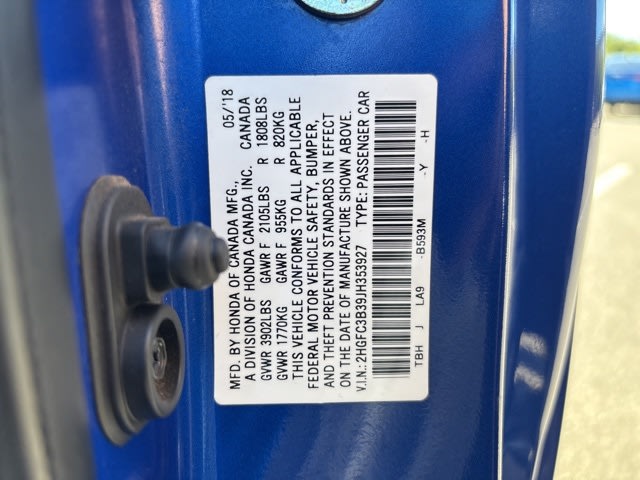 MFD. BY HONDA OF CANADA MFG., 05/'18
A DIVISION OF HONDA CANADA INC. CANADA
GVWR 3902LBS GAWR F 2105LBS R 1808LBS
GVWR 1770KG GAWR F 955KG R 820KG
THIS VEHICLE CONFORMS TO ALL APPLICABLE
FEDERAL MOTOR VEHICLE SAFETY, BUMPER,
AND THEFT PREVENTION STANDARDS IN EFFECT
ON THE DATE OF MANUFACTURE SHOWN ABOVE.
V.I.N.: 2HGFC3B39JH353927 TYPE: PASSENGER CAR
TBH J LA9 -B593M -Y -H